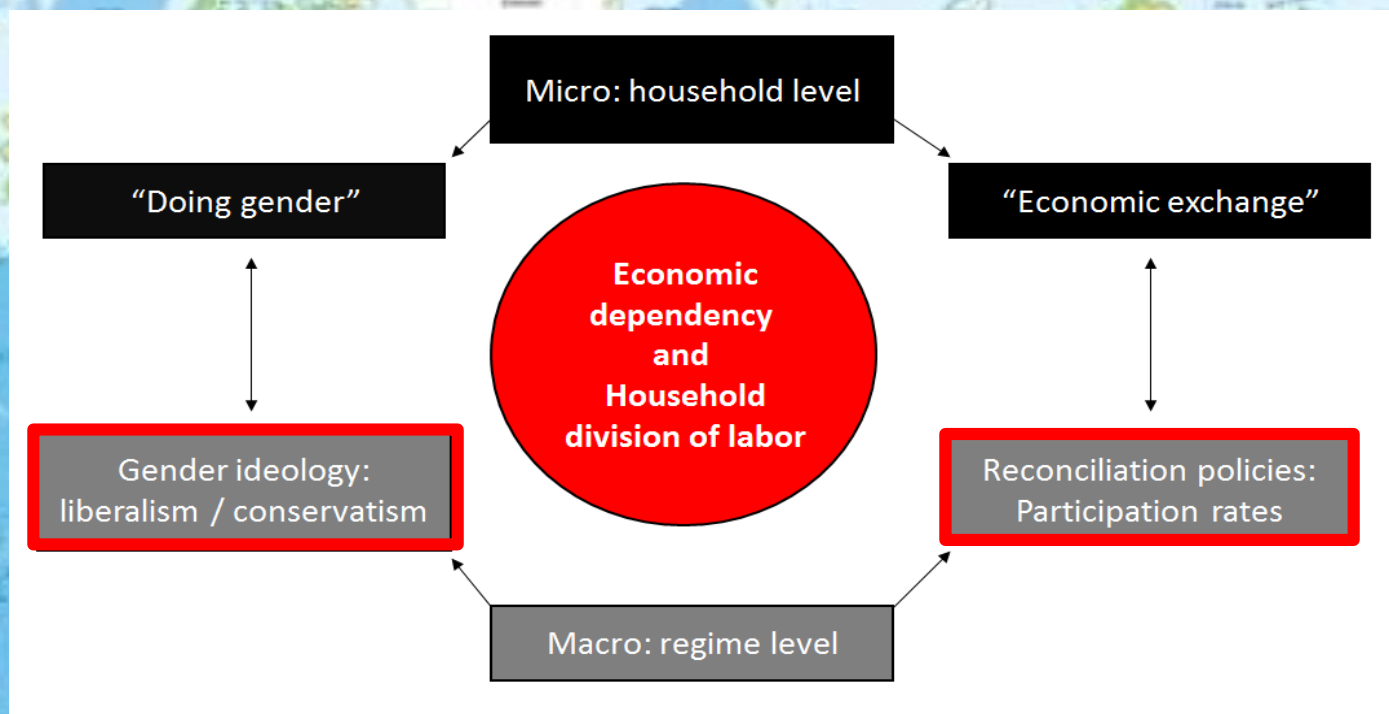 Micro: household level
“Doing gender”
“Economic exchange”
Economic
dependency
and
Household
division of labor
Gender ideology:
liberalism / conservatism
Reconciliation policies:
Participation rates
Macro: regime level